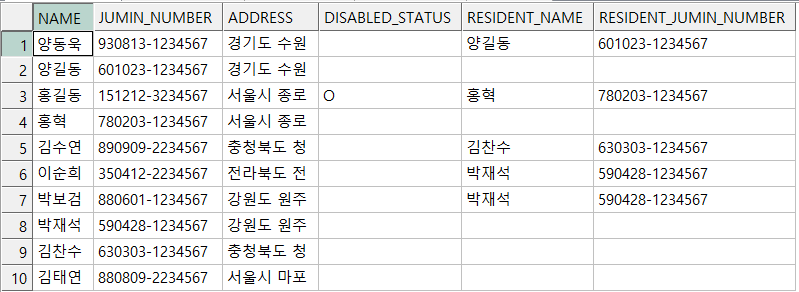 NAME JUMIN_NUMBER ADDRESS DISABLED_STATUS RESIDENT_NAME RESIDENT_JUMIN_NUMBER
1 양동욱 930813-1234567 경기도 수원 양길동 601023-1234567
2 양길동 601023-1234567 경기도 수원
3 홍길동 151212-3234567 서울시 종로 O 홍혁 780203-1234567
4 홍혁 780203-1234567 서울시 종로
5 김수연 890909-2234567 충청북도 청 김찬수 630303-1234567
6 이순희 350412-2234567 전라북도 전 박재석 590428-1234567
7 박보검 880601-1234567 강원도 원주 박재석 590428-1234567
8 박재석 590428-1234567 강원도 원주
9 김찬수 630303-1234567 충청북도 청
10 김태연 880809-2234567 서울시 마포